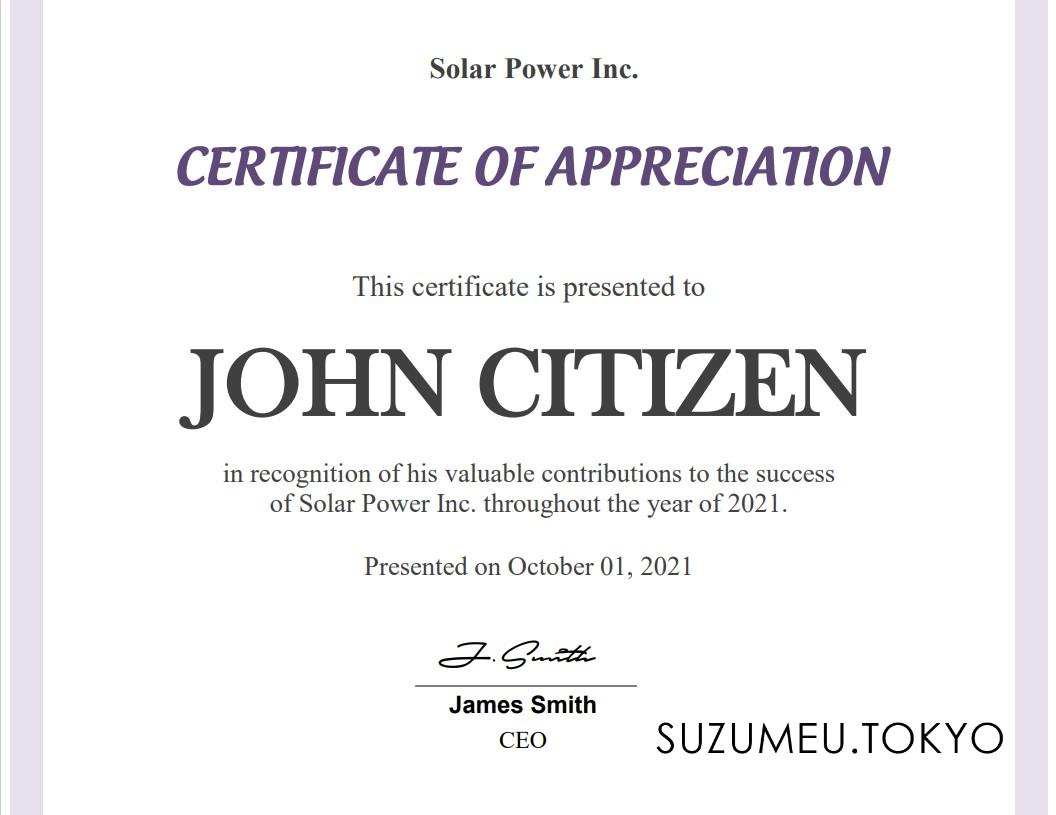 Solar Power Inc.
CERTIFICATE OF APPRECIATION
This certificate is presented to
JOHN CITIZEN
in recognition of his valuable contributions to the success
of Solar Power Inc. throughout the year of 2021.
Presented on October 01, 2021
J. Smith
James Smith
CEO
SUZUMEU.TOKYO